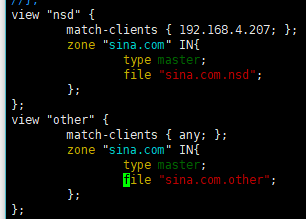 //};
view "nsd" {
match-clients { 192.168.4.207; };
zone "sina.com" IN{
type master;
file "sina.com.nsd";
};
};
view "other" {
match-clients { any; };
zone "sina.com" IN{
type master;
file "sina.com.other";
};
};